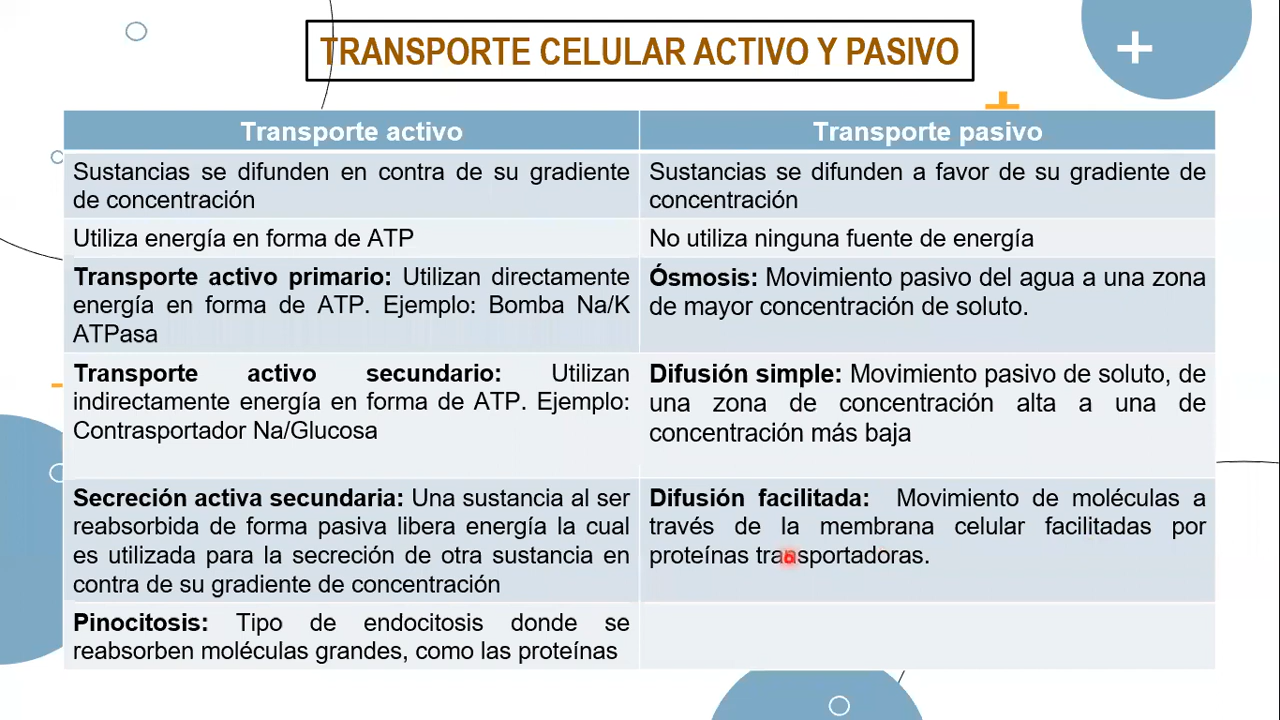 TRANSPORTE CELULAR ACTIVO Y PASIVO
Transporte activo
Transporte pasivo
Sustancias se difunden en contra de su gradiente
de concentración
Sustancias se difunden a favor de su gradiente de
concentración
Utiliza energía en forma de ATP
No utiliza ninguna fuente de energía
Transporte activo primario: Utilizan directamente
energía en forma de ATP. Ejemplo: Bomba Na/K
ATPasa
Ósmosis: Movimiento pasivo del agua a una zona
de mayor concentración de soluto.
Transporte activo secundario: Utilizan
indirectamente energía en forma de ATP. Ejemplo:
Contrasportador Na/Glucosa
Difusión simple: Movimiento pasivo de soluto, de
una zona de concentración alta a una de
concentración más baja
Secreción activa secundaria: Una sustancia al ser
reabsorbida de forma pasiva libera energía la cual
es utilizada para la secreción de otra sustancia en
contra de su gradiente de concentración
Difusión facilitada: Movimiento de moléculas a
través de la membrana celular facilitadas por
proteínas transportadoras.
Pinocitosis: Tipo de endocitosis donde se
reabsorben moléculas grandes, como las proteínas